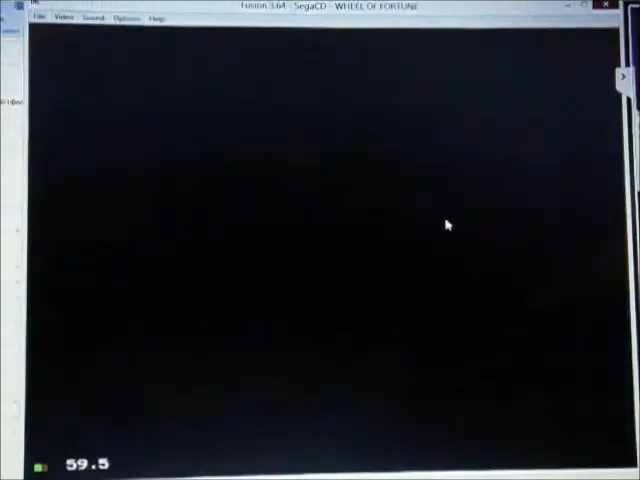 Fusion 3.64 - SegaCD - WHEEL OF FORTUNE
File Video Sound Options Help
59.5